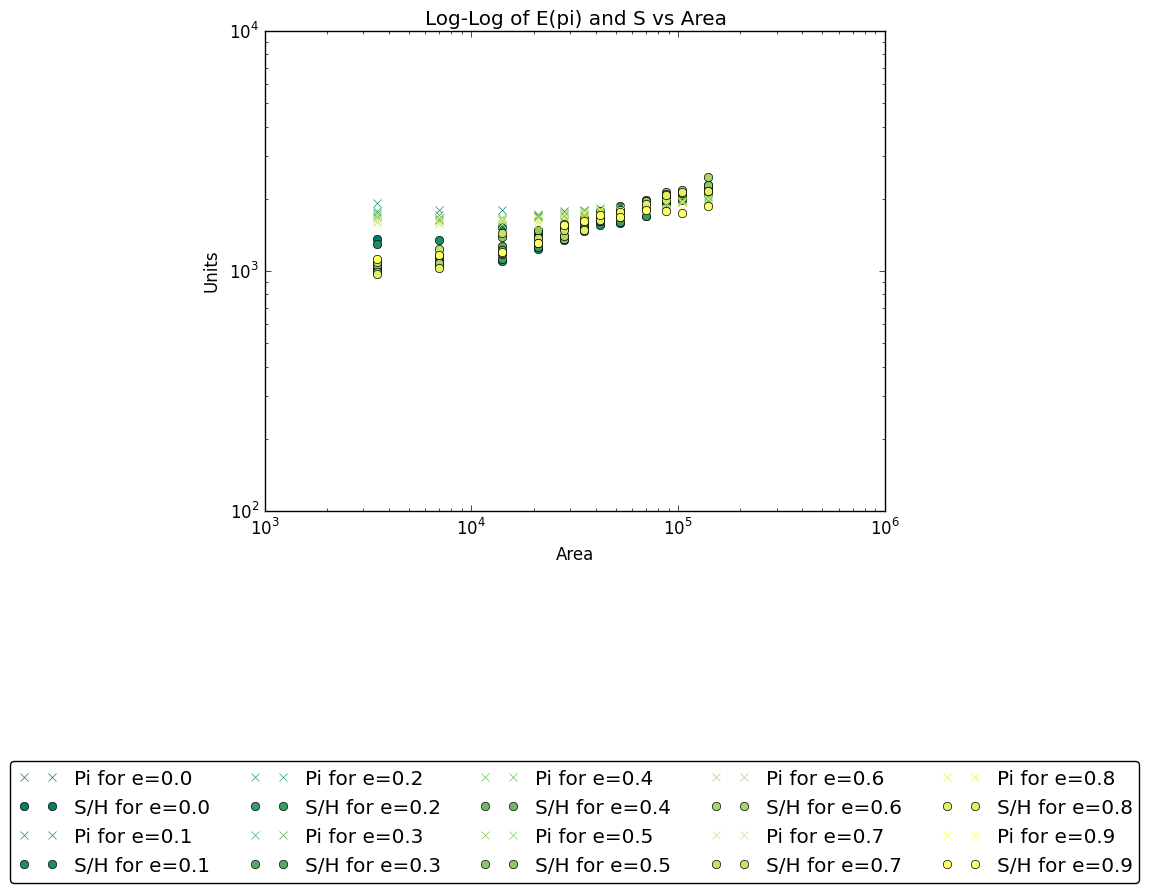 Log-Log of E(pi) and S vs Area
10^4
10^3
10^2
Units
10^3 10^4 10^5 10^6
Area
Pi for e=0.0 Pi for e=0.2 Pi for e=0.4 Pi for e=0.6 Pi for e=0.8
S/H for e=0.0 S/H for e=0.2 S/H for e=0.4 S/H for e=0.6 S/H for e=0.8
Pi for e=0.1 Pi for e=0.3 Pi for e=0.5 Pi for e=0.7 Pi for e=0.9
S/H for e=0.1 S/H for e=0.3 S/H for e=0.5 S/H for e=0.7 S/H for e=0.9